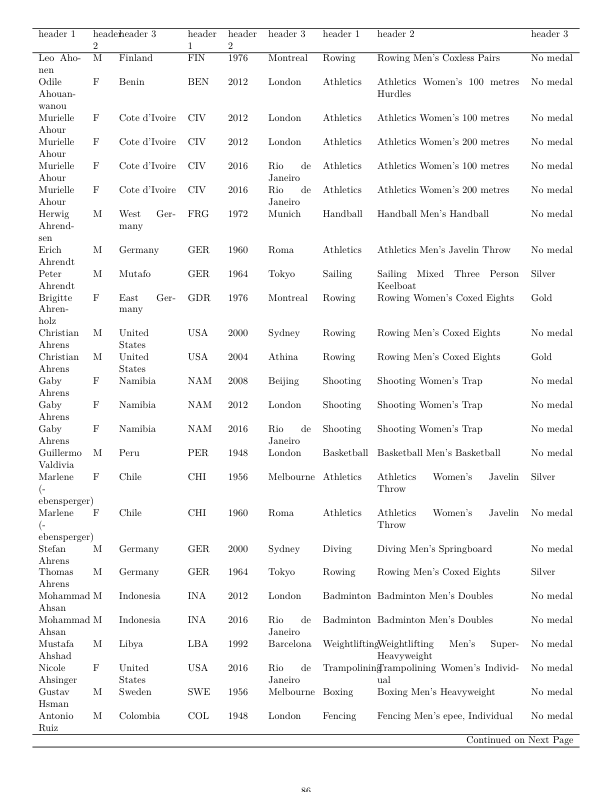 header 1 header 2 header 3 header 1 header 2 header 3 header 1 header 2 header 3
Leo Aho-nen M Finland FIN 1976 Montreal Rowing Rowing Men's Coxless Pairs No medal
Odile Ahouan-wanou F Benin BEN 2012 London Athletics Athletics Women's 100 metres Hurdles No medal
Murielle Ahour F Cote d'Ivoire CIV 2012 London Athletics Athletics Women's 100 metres No medal
Murielle Ahour F Cote d'Ivoire CIV 2012 London Athletics Athletics Women's 200 metres No medal
Murielle Ahour F Cote d'Ivoire CIV 2016 Rio de Janeiro Athletics Athletics Women's 100 metres No medal
Murielle Ahour F Cote d'Ivoire CIV 2016 Rio de Janeiro Athletics Athletics Women's 200 metres No medal
Herwig Ahrend-sen M West Ger-many FRG 1972 Munich Handball Handball Men's Handball No medal
Erich Ahrendt M Germany GER 1960 Roma Athletics Athletics Men's Javelin Throw No medal
Peter Ahrendt M Mutafo GER 1964 Tokyo Sailing Sailing Mixed Three Person Keelboat Silver
Brigitte Ahren-holz F East Ger-many GDR 1976 Montreal Rowing Rowing Women's Coxed Eights Gold
Christian Ahrens M United States USA 2000 Sydney Rowing Rowing Men's Coxed Eights No medal
Christian Ahrens M United States USA 2004 Athina Rowing Rowing Men's Coxed Eights Gold
Gaby Ahrens F Namibia NAM 2008 Beijing Shooting Shooting Women's Trap No medal
Gaby Ahrens F Namibia NAM 2012 London Shooting Shooting Women's Trap No medal
Gaby Ahrens F Namibia NAM 2016 Rio de Janeiro Shooting Shooting Women's Trap No medal
Guillermo Valdivia M Peru PER 1948 London Basketball Basketball Men's Basketball No medal
Marlene (-ebensperger) F Chile CHI 1956 Melbourne Athletics Athletics Women's Javelin Throw Silver
Marlene (-ebensperger) F Chile CHI 1960 Roma Athletics Athletics Women's Javelin Throw No medal
Stefan Ahrens M Germany GER 2000 Sydney Diving Diving Men's Springboard No medal
Thomas Ahrens M Germany GER 1964 Tokyo Rowing Rowing Men's Coxed Eights Silver
Mohammad Ahsan M Indonesia INA 2012 London Badminton Badminton Men's Doubles No medal
Mohammad Ahsan M Indonesia INA 2016 Rio de Janeiro Badminton Badminton Men's Doubles No medal
Mustafa Ahshad M Libya LBA 1992 Barcelona Weightlifting Weightlifting Men's Super-Heavyweight No medal
Nicole Ahsinger F United States USA 2016 Rio de Janeiro Trampolining Trampolining Women's Individ-ual No medal
Gustav Hsman M Sweden SWE 1956 Melbourne Boxing Boxing Men's Heavyweight No medal
Antonio Ruiz M Colombia COL 1948 London Fencing Fencing Men's epee, Individual No medal
Continued on Next Page
86